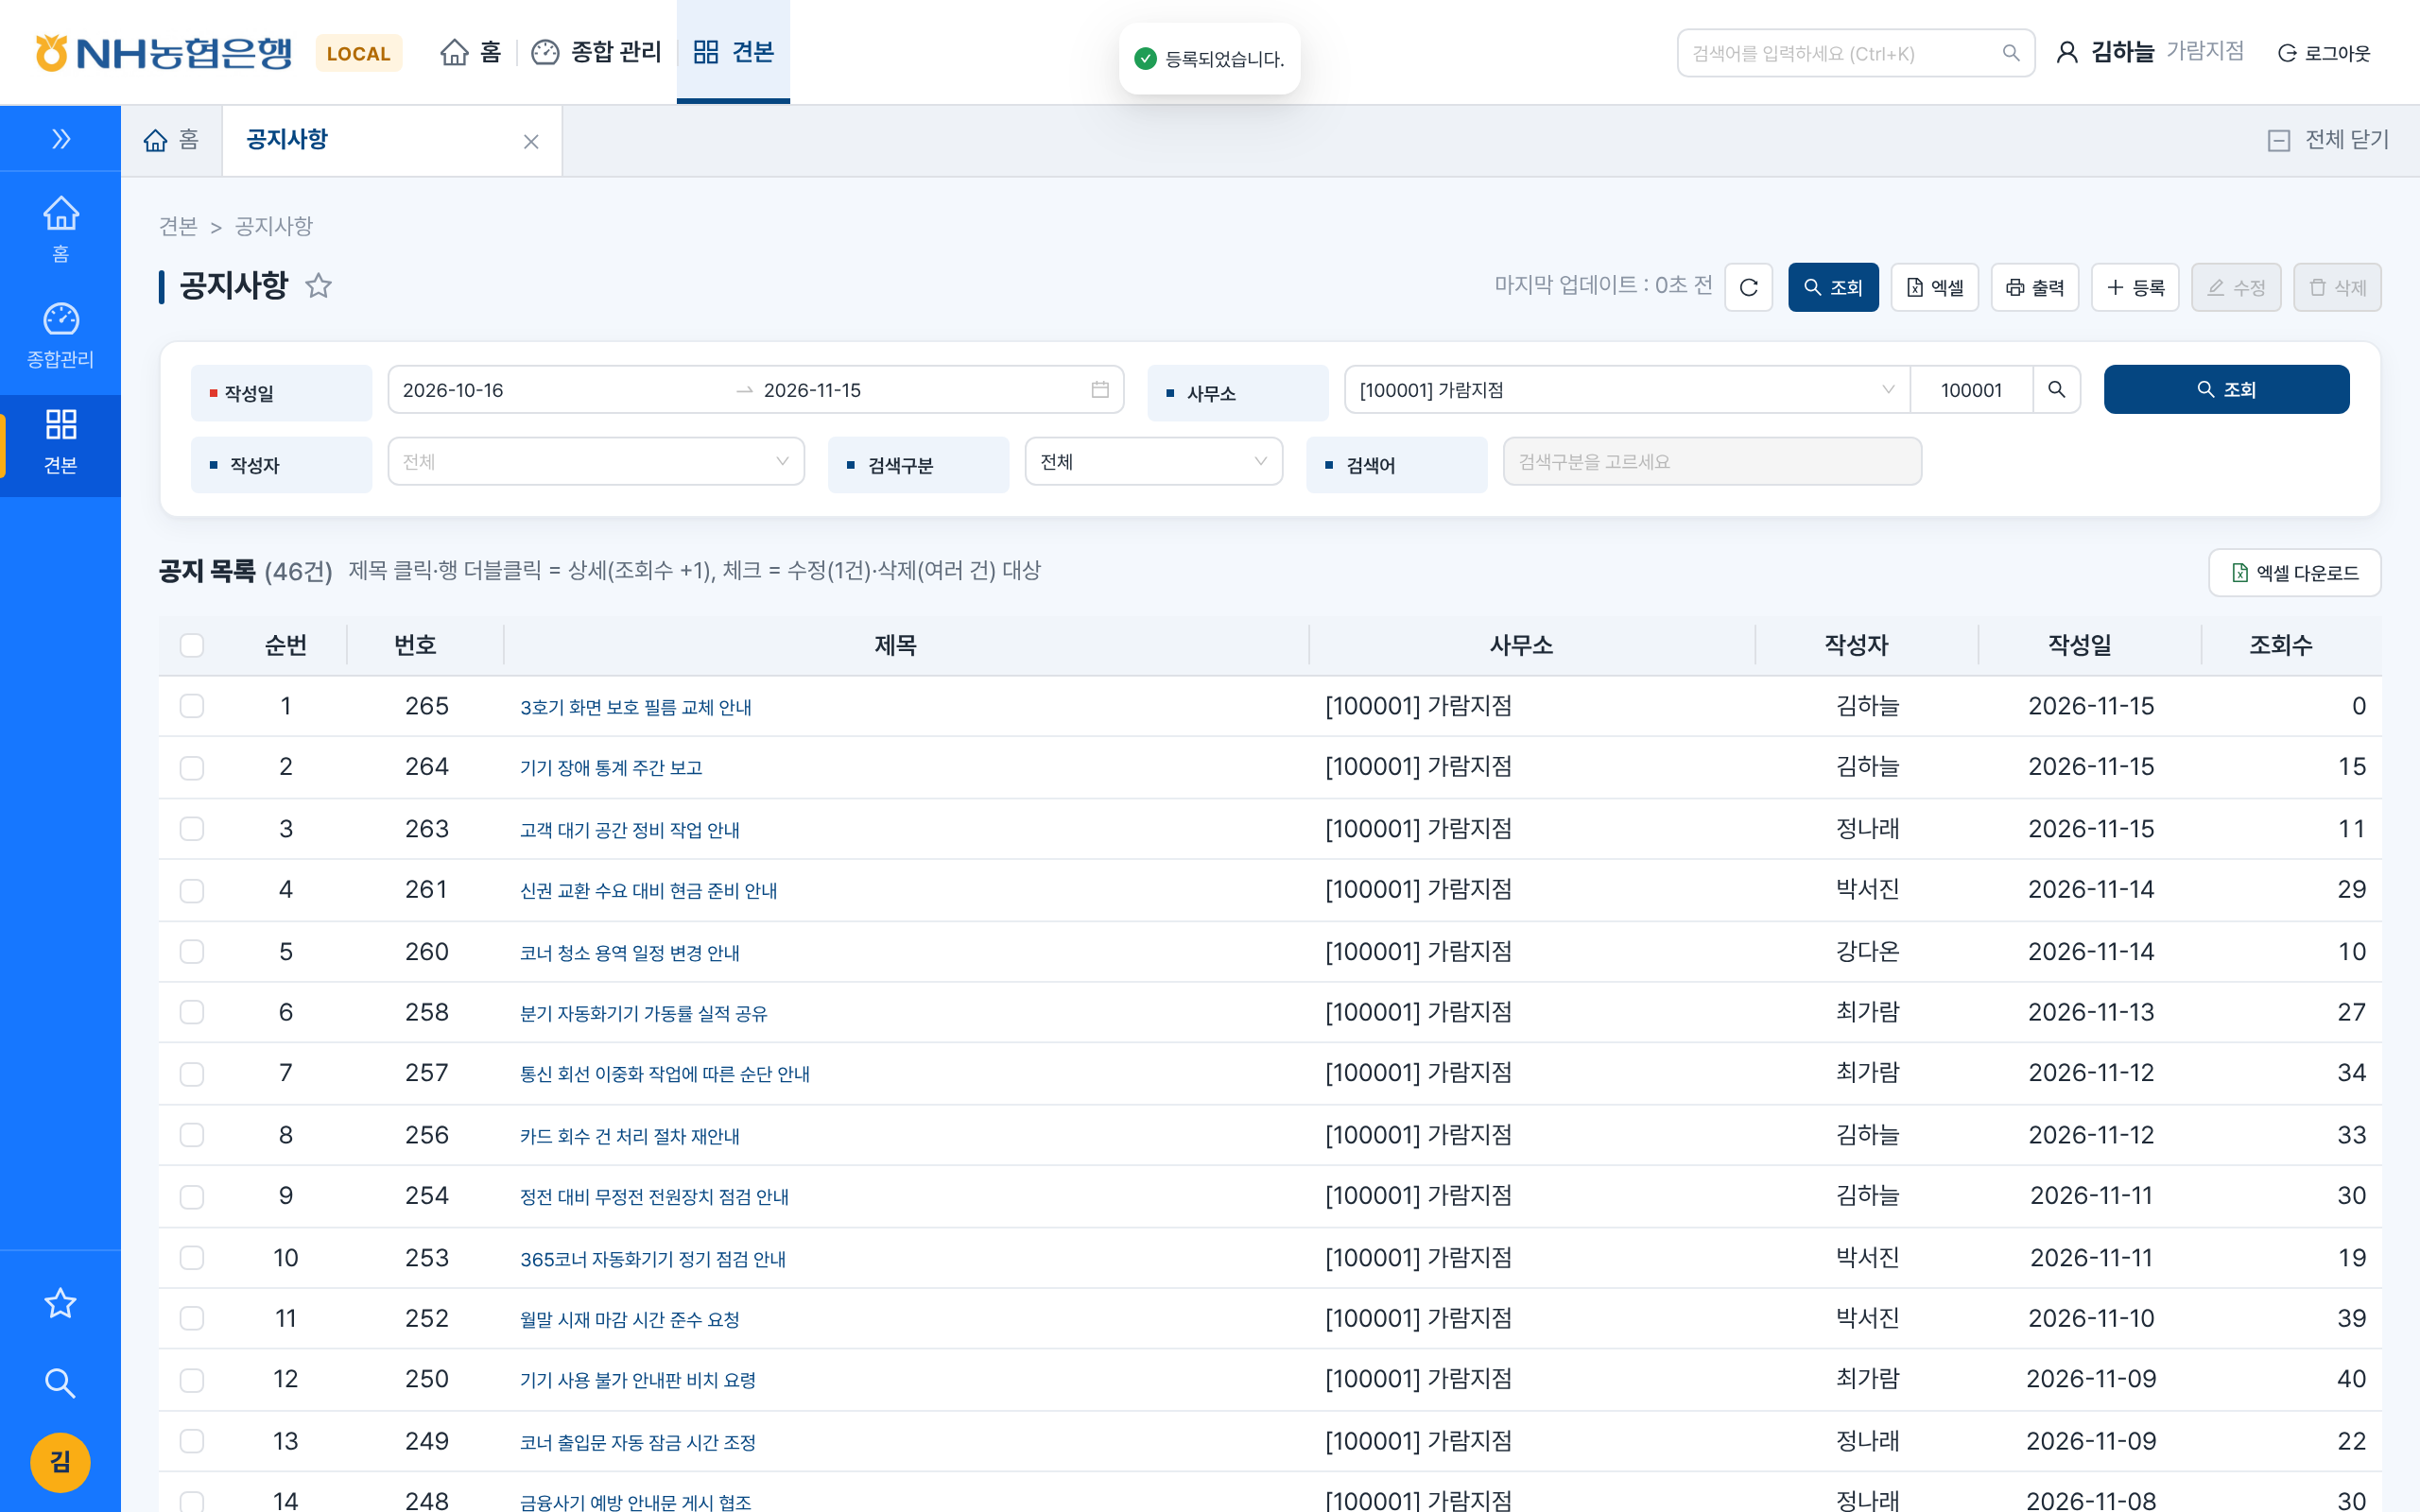 NH농협은행 LOCAL 홈 종합 관리 견본 등록되었습니다. 검색어를 입력하세요 (Ctrl+K) 김하늘 가람지점 로그아웃
홈 공지사항 전체 닫기
홈
종합관리
견본
김
견본 > 공지사항
공지사항 마지막 업데이트 : 0초 전 조회 엑셀 출력 등록 수정 삭제
작성일 2026-10-16 → 2026-11-15 사무소 [100001] 가람지점 100001 조회
작성자 전체 검색구분 전체 검색어 검색구분을 고르세요
공지 목록 (46건) 제목 클릭·행 더블클릭 = 상세(조회수 +1), 체크 = 수정(1건)·삭제(여러 건) 대상 엑셀 다운로드
순번 번호 제목 사무소 작성자 작성일 조회수
1 265 3호기 화면 보호 필름 교체 안내 [100001] 가람지점 김하늘 2026-11-15 0
2 264 기기 장애 통계 주간 보고 [100001] 가람지점 김하늘 2026-11-15 15
3 263 고객 대기 공간 정비 작업 안내 [100001] 가람지점 정나래 2026-11-15 11
4 261 신권 교환 수요 대비 현금 준비 안내 [100001] 가람지점 박서진 2026-11-14 29
5 260 코너 청소 용역 일정 변경 안내 [100001] 가람지점 강다온 2026-11-14 10
6 258 분기 자동화기기 가동률 실적 공유 [100001] 가람지점 최가람 2026-11-13 27
7 257 통신 회선 이중화 작업에 따른 순단 안내 [100001] 가람지점 최가람 2026-11-12 34
8 256 카드 회수 건 처리 절차 재안내 [100001] 가람지점 김하늘 2026-11-12 33
9 254 정전 대비 무정전 전원장치 점검 안내 [100001] 가람지점 김하늘 2026-11-11 30
10 253 365코너 자동화기기 정기 점검 안내 [100001] 가람지점 박서진 2026-11-11 19
11 252 월말 시재 마감 시간 준수 요청 [100001] 가람지점 박서진 2026-11-10 39
12 250 기기 사용 불가 안내판 비치 요령 [100001] 가람지점 최가람 2026-11-09 40
13 249 코너 출입문 자동 잠금 시간 조정 [100001] 가람지점 정나래 2026-11-09 22
14 248 금융사기 예방 안내문 게시 협조 [100001] 가람지점 정나래 2026-11-08 30